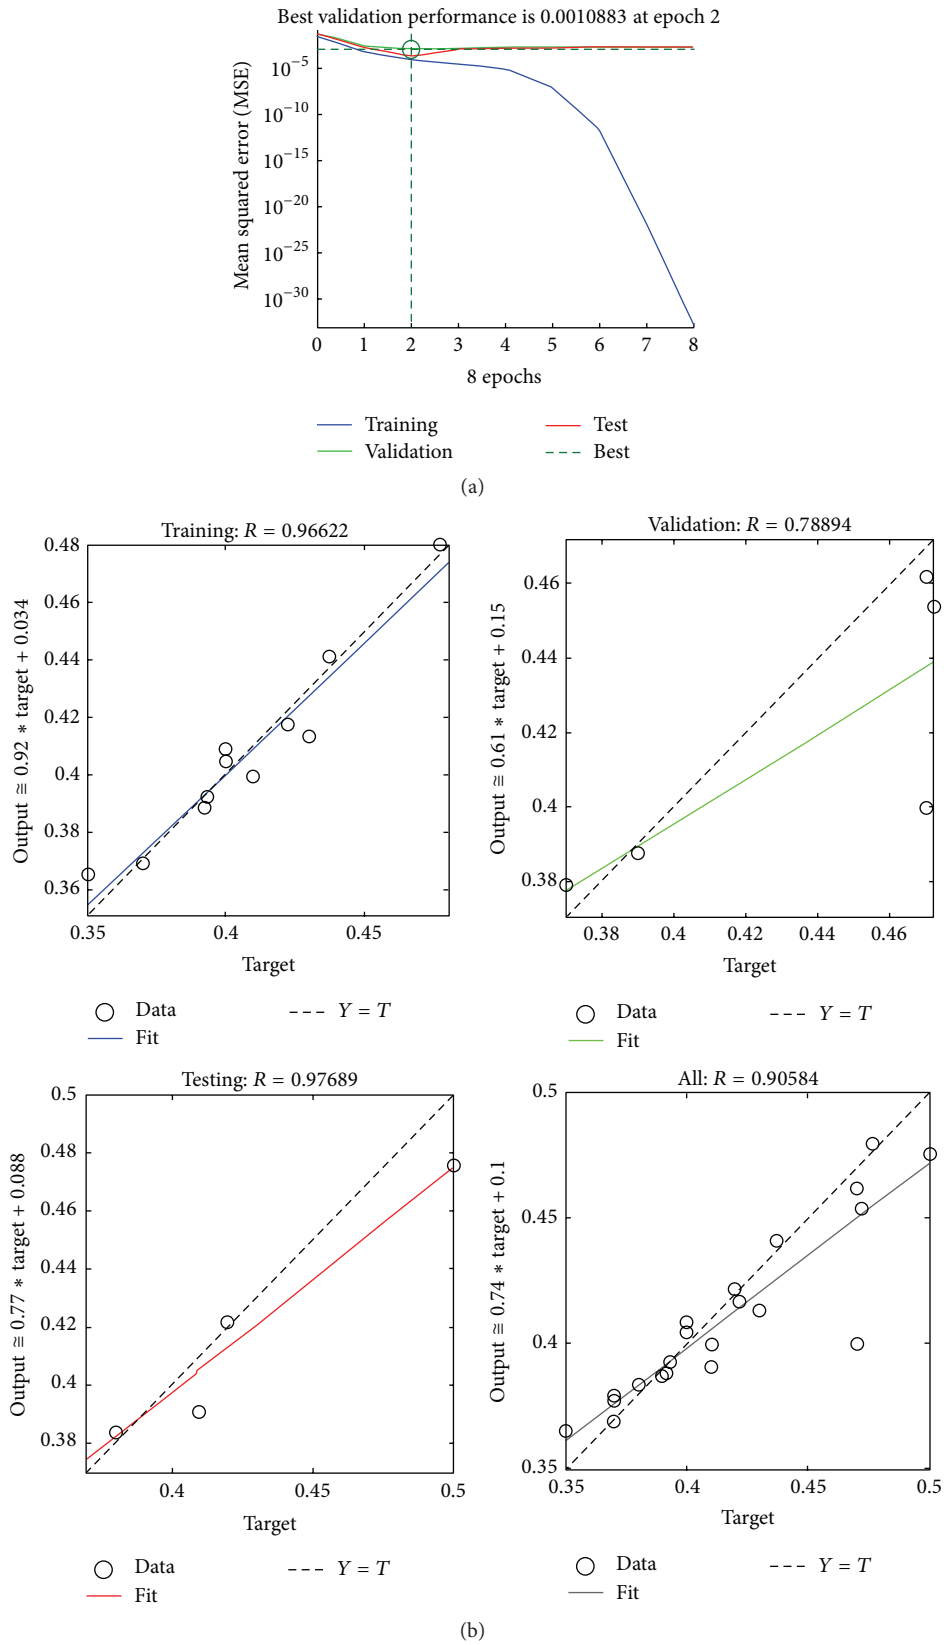 Best validation performance is 0.0010883 at epoch 2
Mean squared error (MSE)
10−5
10−10
10−15
10−20
10−25
10−30
0 1 2 3 4 5 6 7 8
8 epochs
Training
Test
Validation
Best
(a)
Training: R = 0.96622
Output ≅ 0.92 ∗ target + 0.034
0.48
0.46
0.44
0.42
0.4
0.38
0.36
0.35 0.4 0.45
Target
Data
Y = T
Fit
Validation: R = 0.78894
Output ≅ 0.61 ∗ target + 0.15
0.46
0.44
0.42
0.4
0.38
0.38 0.4 0.42 0.44 0.46
Target
Data
Y = T
Fit
Testing: R = 0.97689
Output ≅ 0.77 ∗ target + 0.088
0.5
0.48
0.46
0.44
0.42
0.4
0.38
0.4 0.45 0.5
Target
Data
Y = T
Fit
All: R = 0.90584
Output ≅ 0.74 ∗ target + 0.1
0.5
0.45
0.4
0.35
0.35 0.4 0.45 0.5
Target
Data
Y = T
Fit
(b)